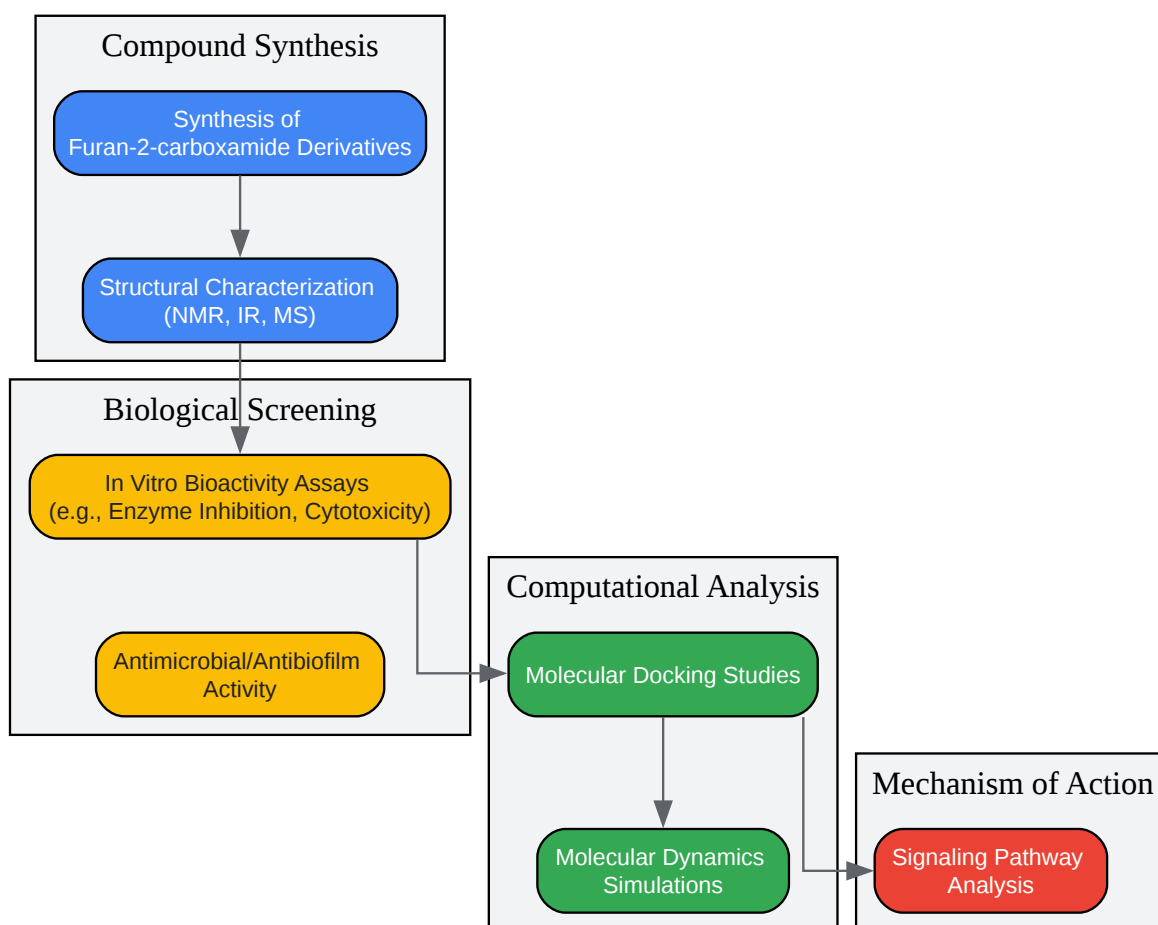 Compound Synthesis
Synthesis of
Furan-2-carboxamide Derivatives
Structural Characterization
(NMR, IR, MS)
Biological Screening
In Vitro Bioactivity Assays
(e.g., Enzyme Inhibition, Cytotoxicity)
Antimicrobial/Antibiofilm
Activity
Computational Analysis
Molecular Docking Studies
Molecular Dynamics
Simulations
Mechanism of Action
Signaling Pathway
Analysis